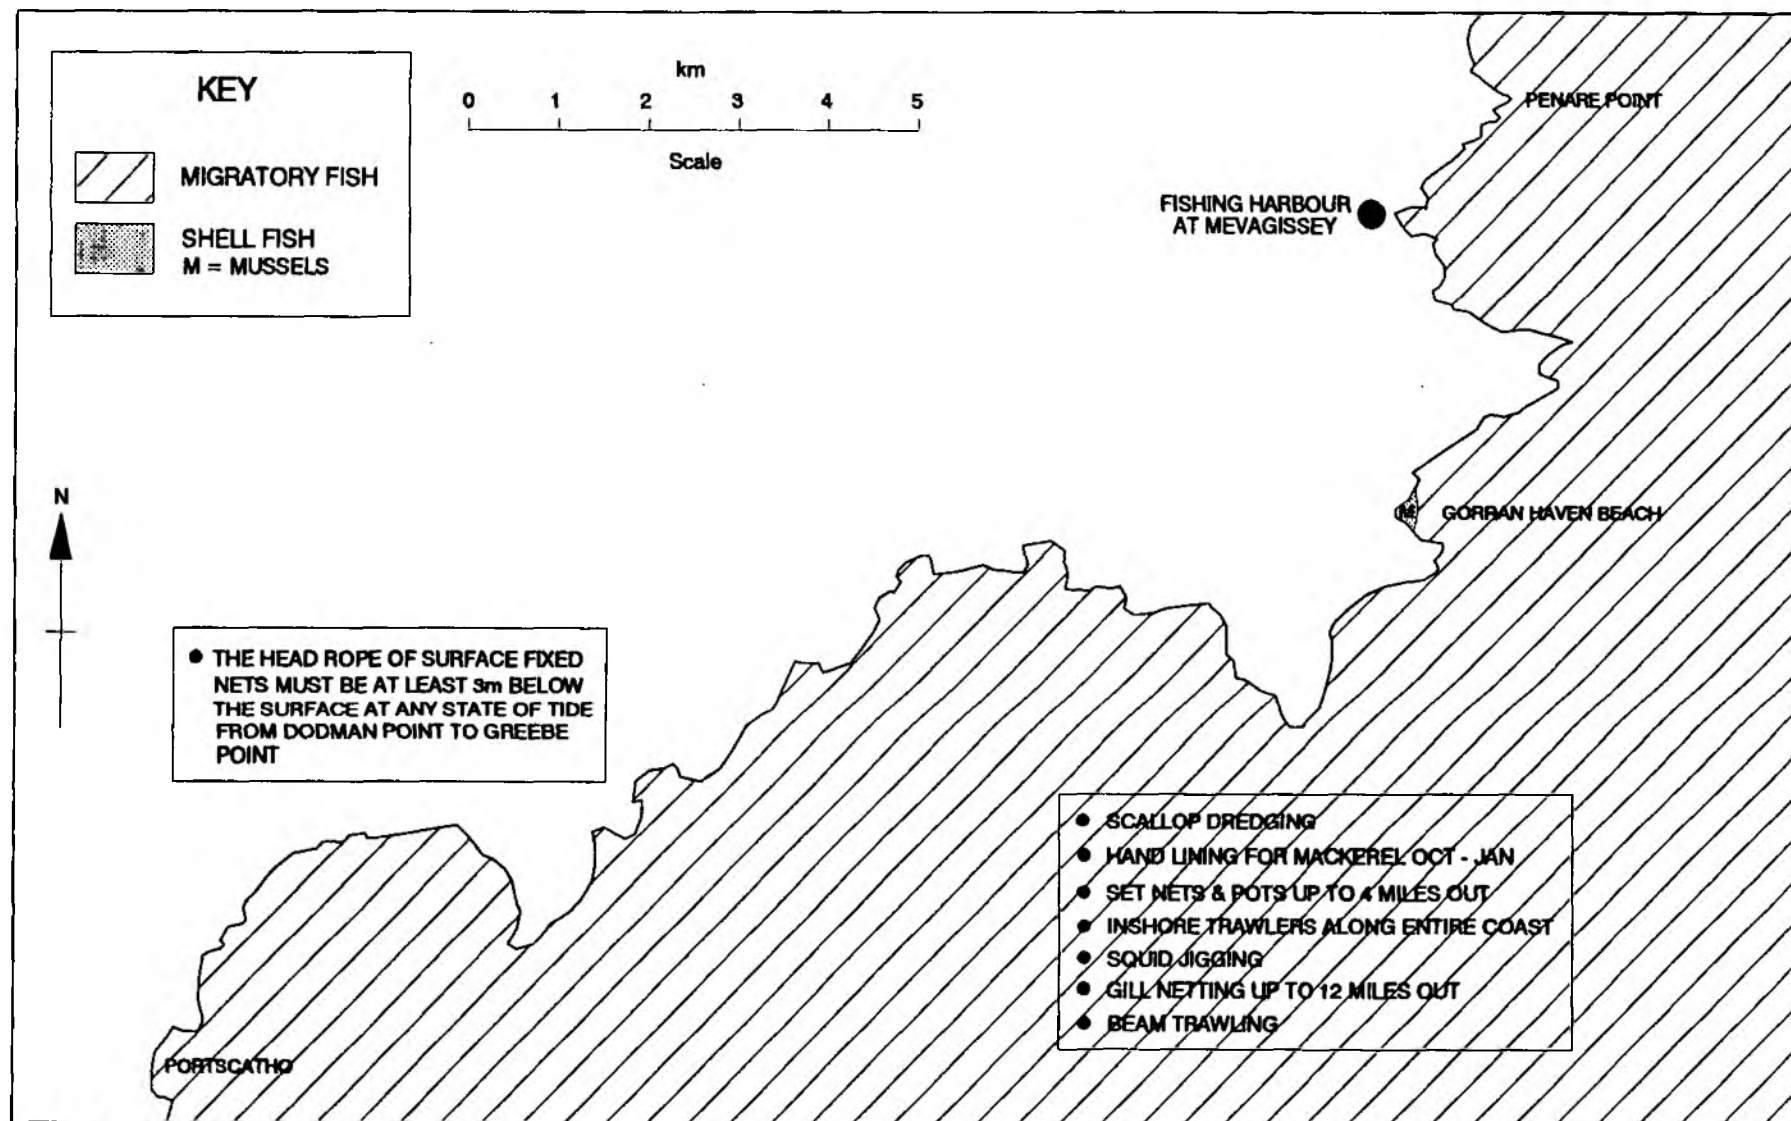 KEY
MIGRATORY FISH
SHELL FISH
M = MUSSELS
km
0 1 2 3 4 5
Scale
PENARE POINT
FISHING HARBOUR
AT MEVAGISSEY
N
M
GORRAN HAVEN BEACH
● THE HEAD ROPE OF SURFACE FIXED
NETS MUST BE AT LEAST 3m BELOW
THE SURFACE AT ANY STATE OF TIDE
FROM DODMAN POINT TO GREEBE
POINT
● SCALLOP DREDGING
● HAND LINING FOR MACKEREL OCT - JAN
● SET NETS & POTS UP TO 4 MILES OUT
● INSHORE TRAWLERS ALONG ENTIRE COAST
● SQUID JIGGING
● GILL NETTING UP TO 12 MILES OUT
● BEAM TRAWLING
PORTSCATHO